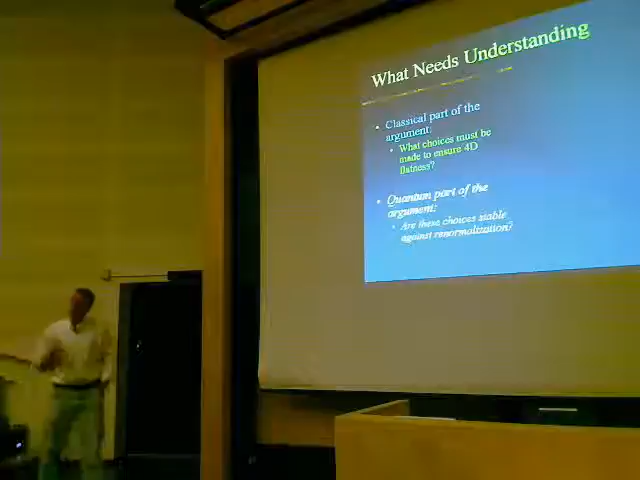 What Needs Understanding
• Classical part of the
argument:
• What choices must be
made to ensure 4D
flatness?
• Quantum part of the
argument:
• Are these choices stable
against renormalization?